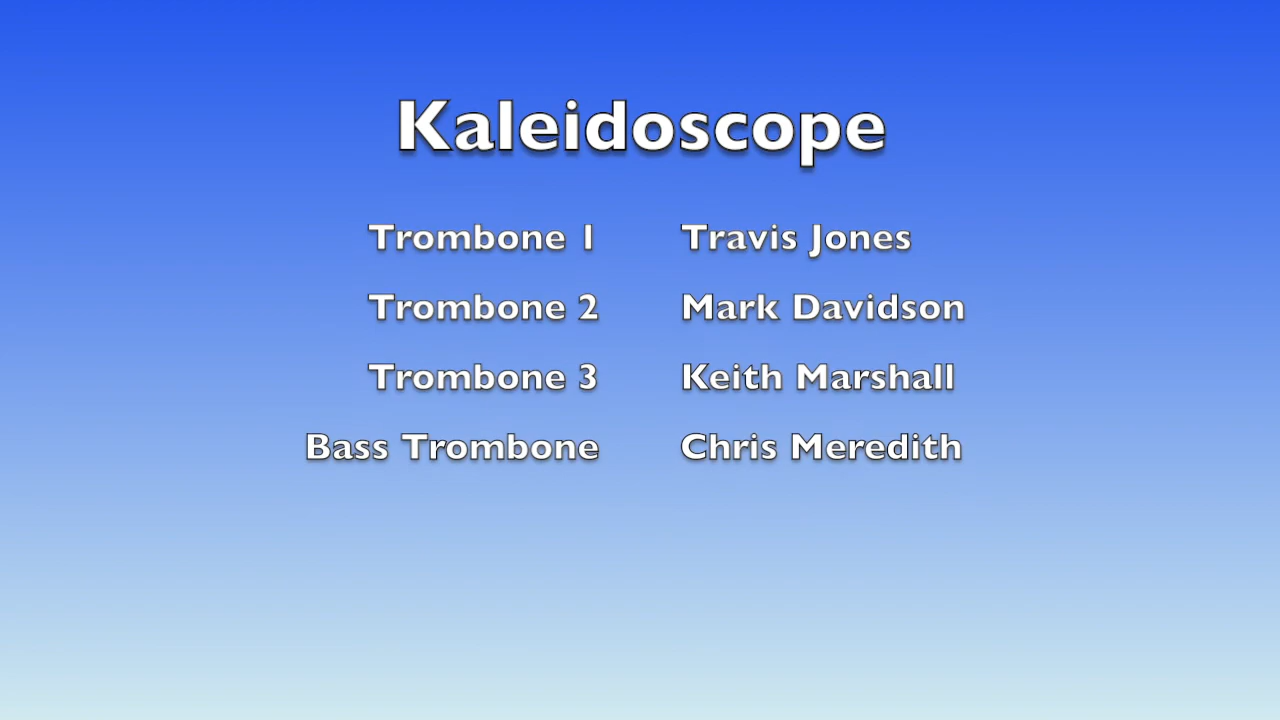 Kaleidoscope
Trombone 1 Travis Jones
Trombone 2 Mark Davidson
Trombone 3 Keith Marshall
Bass Trombone Chris Meredith